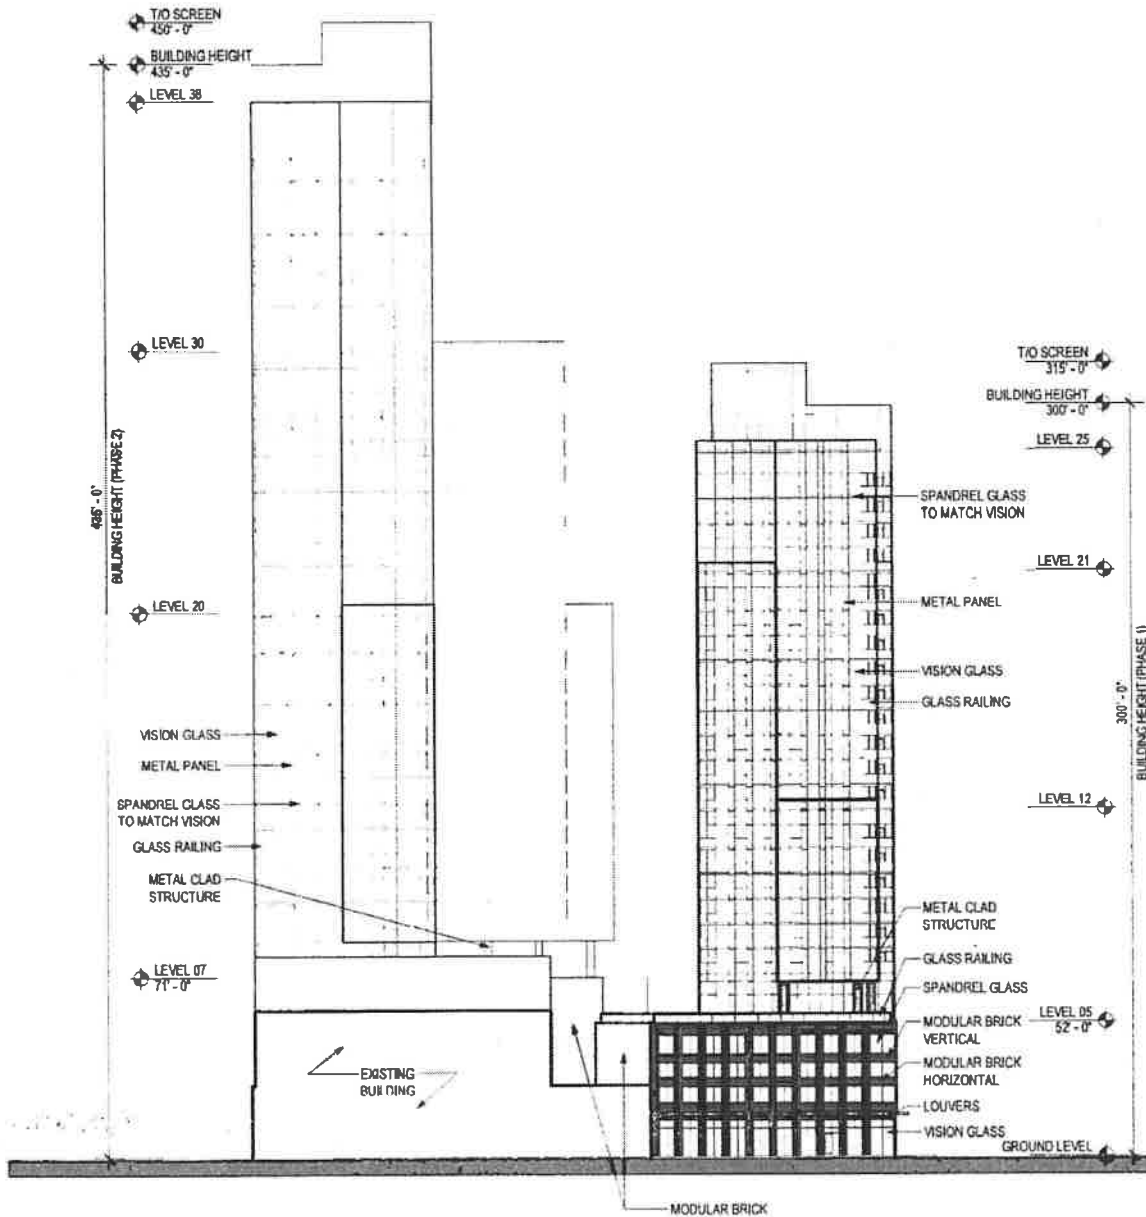 T/O SCREEN
450' - 0"
BUILDING HEIGHT
435' - 0"
LEVEL 38
LEVEL 30
435' - 0"
BUILDING HEIGHT (PHASE 2)
LEVEL 20
VISION GLASS
METAL PANEL
SPANDREL GLASS
TO MATCH VISION
GLASS RAILING
METAL CLAD
STRUCTURE
LEVEL 07
71' - 0"
EXISTING
BUILDING
T/O SCREEN
315' - 0"
BUILDING HEIGHT
300' - 0"
LEVEL 25
SPANDREL GLASS
TO MATCH VISION
LEVEL 21
METAL PANEL
VISION GLASS
GLASS RAILING
300' - 0"
BUILDING HEIGHT (PHASE 1)
LEVEL 12
METAL CLAD
STRUCTURE
GLASS RAILING
SPANDREL GLASS
LEVEL 05
52' - 0"
MODULAR BRICK
VERTICAL
MODULAR BRICK
HORIZONTAL
LOUVERS
VISION GLASS
GROUND LEVEL
MODULAR BRICK